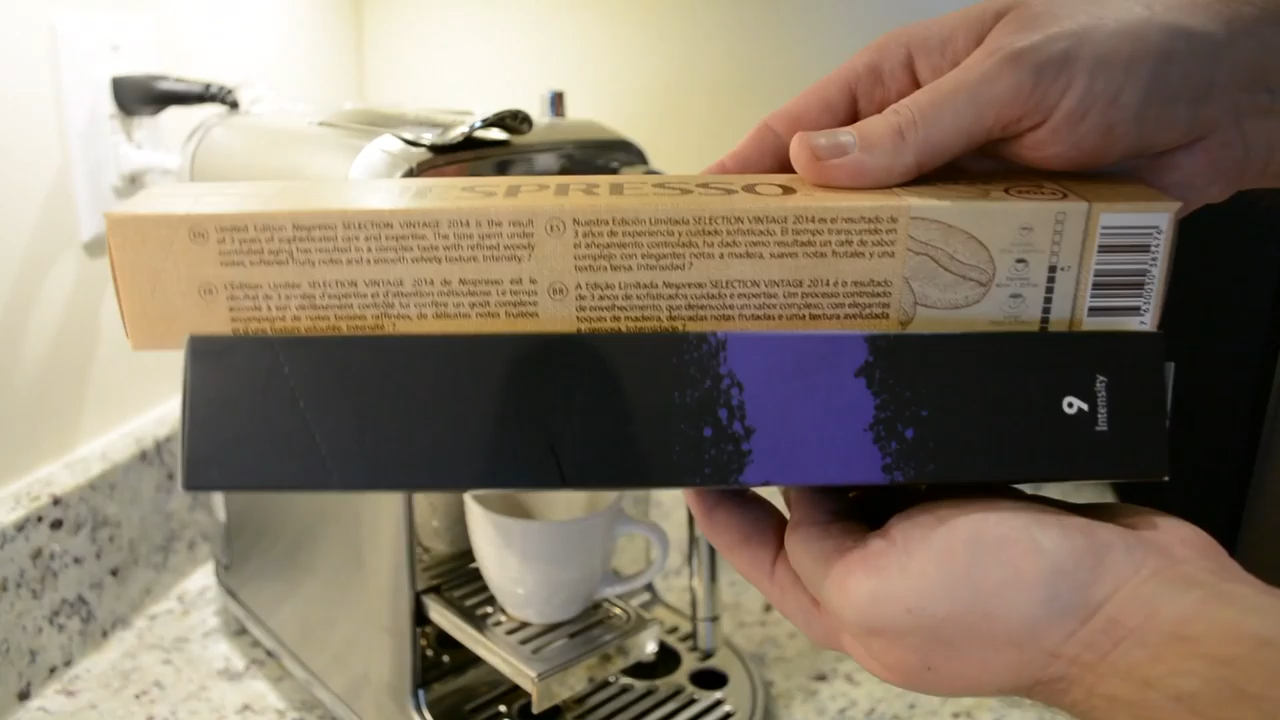 SPRESSO
EN Limited Edition Nespresso SELECTION VINTAGE 2014 is the result
of 3 years of sophisticated care and expertise. The time spent under
controlled aging has resulted in a complex taste with refined woody
notes, softened fruity notes and a smooth velvety texture. Intensity: 7
FR L'Édition Limitée SELECTION VINTAGE 2014 de Nespresso est le
résultat de 3 années d'expertise et d'attention méticuleuse. Le temps
accordé à son vieillissement contrôlé lui confère un goût complexe
accompagné de notes boisées raffinées, de délicates notes fruitées
et d'une texture veloutée. Intensité: 7
ES Nuestra Edición Limitada SELECTION VINTAGE 2014 es el resultado de
3 años de experiencia y cuidado sofisticado. El tiempo transcurrido en
el añejamiento controlado, ha dado como resultado un café de sabor
complejo con elegantes notas a madera, suaves notas frutales y una
textura tersa. Intensidad 7
BR A Edição Limitada Nespresso SELECTION VINTAGE 2014 é o resultado
de 3 anos de sofisticados cuidado e expertise. Um processo controlado
de envelhecimento, que desenvolve um sabor complexo, com elegantes
toques de madeira, delicadas notas frutadas e uma textura aveludada
e cremosa. Intensidade 7
2014
7
9
Intensity